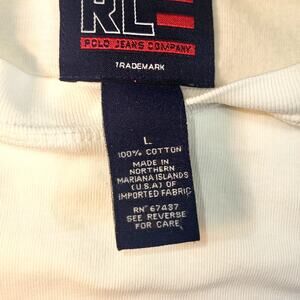 RL
POLO JEANS COMPANY
TRADEMARK
L
100% COTTON
MADE IN
NORTHERN
MARIANA ISLANDS
(U.S.A) OF
IMPORTED FABRIC
RN 67487
SEE REVERSE
FOR CARE